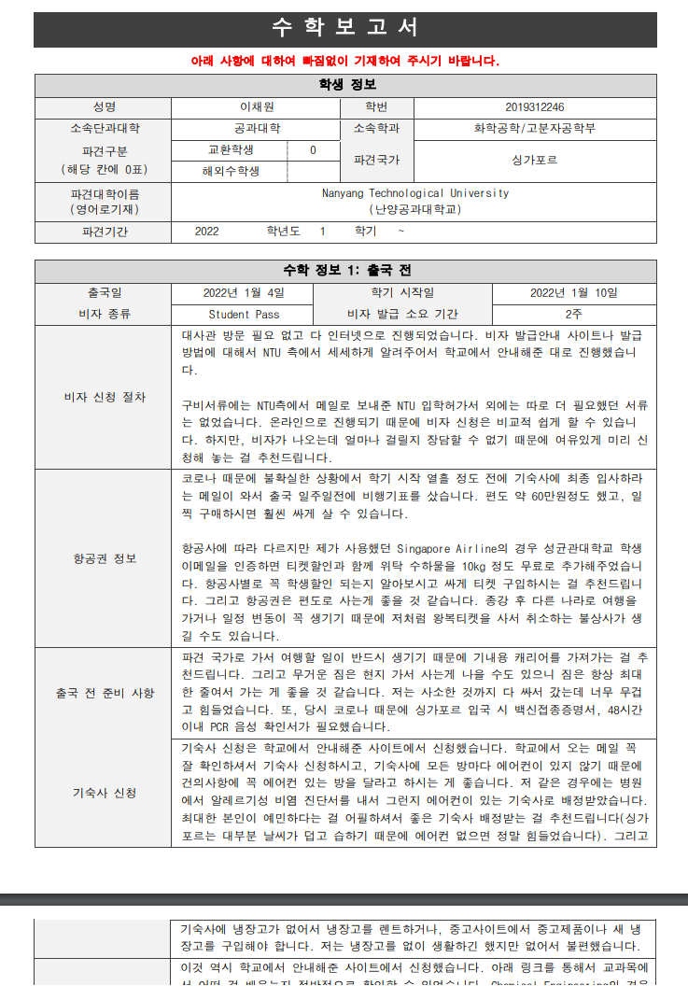 수 학 보 고 서
아래 사항에 대하여 빠짐없이 기재하여 주시기 바랍니다.
학생 정보
성명 이채원 학번 2019312246
소속단과대학 공과대학 소속학과 화학공학/고분자공학부
파견구분 (해당 칸에 0표) 교환학생 0 파견국가 싱가포르
해외수학생
파견대학이름 (영어로기재) Nanyang Technological University
(난양공과대학교)
파견기간 2022 학년도 1 학기 ~
수학 정보 1: 출국 전
출국일 2022년 1월 4일 학기 시작일 2022년 1월 10일
비자 종류 Student Pass 비자 발급 소요 기간 2주
비자 신청 절차
대사관 방문 필요 없고 다 인터넷으로 진행되었습니다. 비자 발급안내 사이트나 발급
방법에 대해서 NTU 측에서 세세하게 알려주어서 학교에서 안내해준 대로 진행했습니
다.
구비서류에는 NTU측에서 메일로 보내준 NTU 입학허가서 외에는 따로 더 필요했던 서류
는 없었습니다. 온라인으로 진행되기 때문에 비자 신청은 비교적 쉽게 할 수 있습니
다. 하지만, 비자가 나오는데 얼마나 걸릴지 장담할 수 없기 때문에 여유있게 미리 신
청해 놓는 걸 추천드립니다.
항공권 정보
코로나 때문에 불확실한 상황에서 학기 시작 열흘 정도 전에 기숙사에 최종 입사하라
는 메일이 와서 출국 일주일전에 비행기표를 샀습니다. 편도 약 60만원정도 했고, 일
찍 구매하시면 훨씬 싸게 살 수 있습니다.
항공사에 따라 다르지만 제가 사용했던 Singapore Airline의 경우 성균관대학교 학생
이메일을 인증하면 티켓할인과 함께 위탁 수하물을 10kg 정도 무료로 추가해주었습니
다. 항공사별로 꼭 학생할인 되는지 알아보시고 싸게 티켓 구입하시는 걸 추천드립니
다. 그리고 항공권은 편도로 사는게 좋을 것 같습니다. 종강 후 다른 나라로 여행을
가거나 일정 변동이 꼭 생기기 때문에 저처럼 왕복티켓을 사서 취소하는 불상사가 생
길 수도 있습니다.
출국 전 준비 사항
파견 국가로 가서 여행할 일이 반드시 생기기 때문에 기내용 캐리어를 가져가는 걸 추
천드립니다. 그리고 무거운 짐은 현지 가서 사는게 나을 수도 있으니 짐은 항상 최대
한 줄여서 가는 게 좋을 것 같습니다. 저는 사소한 것까지 다 싸서 갔는데 너무 무겁
고 힘들었습니다. 또, 당시 코로나 때문에 싱가포르 입국 시 백신접종증명서, 48시간
이내 PCR 음성 확인서가 필요했습니다.
기숙사 신청
기숙사 신청은 학교에서 안내해준 사이트에서 신청했습니다. 학교에서 오는 메일 꼭
잘 확인하셔서 기숙사 신청하시고, 기숙사에 모든 방마다 에어컨이 있지 않기 때문에
건의사항에 꼭 에어컨 있는 방을 달라고 하시는 게 좋습니다. 저 같은 경우에는 병원
에서 알레르기성 비염 진단서를 내서 그런지 에어컨이 있는 기숙사로 배정받았습니다.
최대한 본인이 예민하다는 걸 어필하셔서 좋은 기숙사 배정받는 걸 추천드립니다(싱가
포르는 대부분 날씨가 덥고 습하기 때문에 에어컨 없으면 정말 힘들었습니다). 그리고
기숙사에 냉장고가 없어서 냉장고를 렌트하거나, 중고사이트에서 중고제품이나 새 냉
장고를 구입해야 합니다. 저는 냉장고를 없이 생활하긴 했지만 없어서 불편했습니다.
이것 역시 학교에서 안내해준 사이트에서 신청했습니다. 아래 링크를 통해서 교과목에
서 어떤 걸 배우는지 전반적으로 확인할 수 있었습니다. Chemical Engineering의 경우